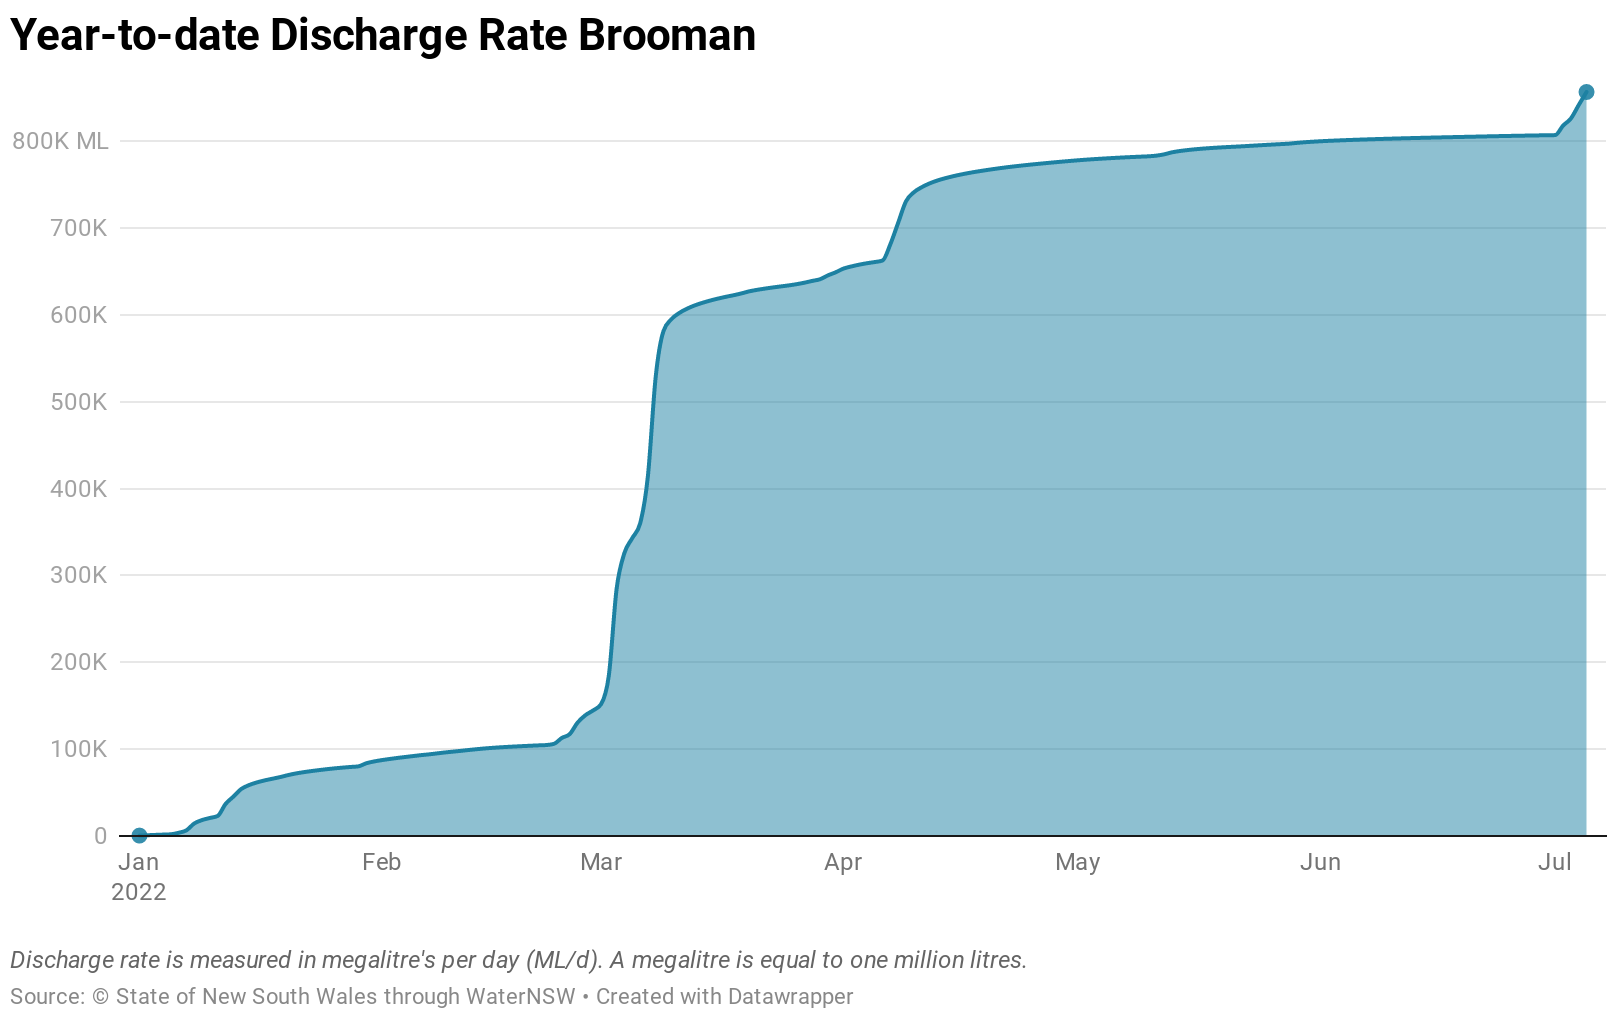 Year-to-date Discharge Rate Brooman
800K ML
700K
600K
500K
400K
300K
200K
100K
0
Jan Feb Mar Apr May Jun Jul
2022
Discharge rate is measured in megalitre's per day (ML/d). A megalitre is equal to one million litres.
Source: © State of New South Wales through WaterNSW • Created with Datawrapper